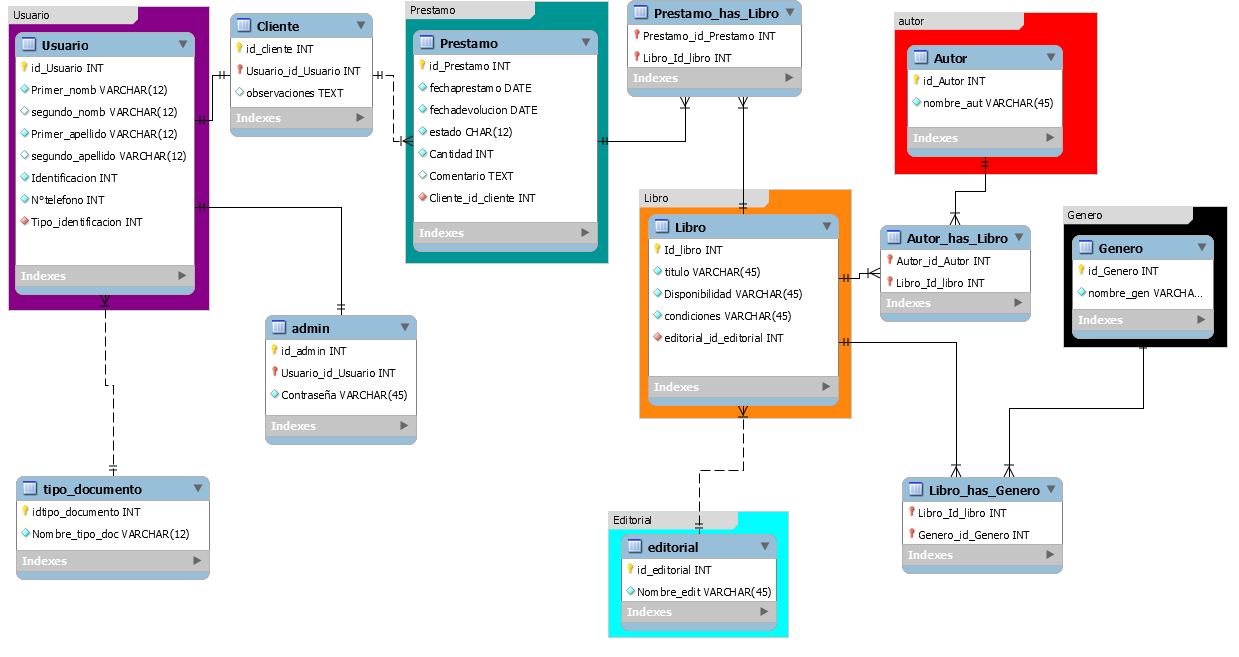 Usuario
Usuario
id_Usuario INT
Primer_nomb VARCHAR(12)
segundo_nomb VARCHAR(12)
Primer_apellido VARCHAR(12)
segundo_apellido VARCHAR(12)
Identificacion INT
N°telefono INT
Tipo_identificacion INT
Indexes
Cliente
id_cliente INT
Usuario_id_Usuario INT
observaciones TEXT
Indexes
Prestamo
Prestamo
id_Prestamo INT
fechaprestamo DATE
fechadevolucion DATE
estado CHAR(12)
Cantidad INT
Comentario TEXT
Cliente_id_cliente INT
Indexes
Prestamo_has_Libro
Prestamo_id_Prestamo INT
Libro_Id_libro INT
Indexes
autor
Autor
id_Autor INT
nombre_aut VARCHAR(45)
Indexes
Libro
Libro
Id_libro INT
titulo VARCHAR(45)
Disponibilidad VARCHAR(45)
condiciones VARCHAR(45)
editorial_id_editorial INT
Indexes
Autor_has_Libro
Autor_id_Autor INT
Libro_Id_libro INT
Indexes
Genero
Genero
id_Genero INT
nombre_gen VARCHA...
Indexes
admin
id_admin INT
Usuario_id_Usuario INT
Contraseña VARCHAR(45)
Indexes
tipo_documento
idtipo_documento INT
Nombre_tipo_doc VARCHAR(12)
Indexes
Editorial
editorial
id_editorial INT
Nombre_edit VARCHAR(45)
Indexes
Libro_has_Genero
Libro_Id_libro INT
Genero_id_Genero INT
Indexes